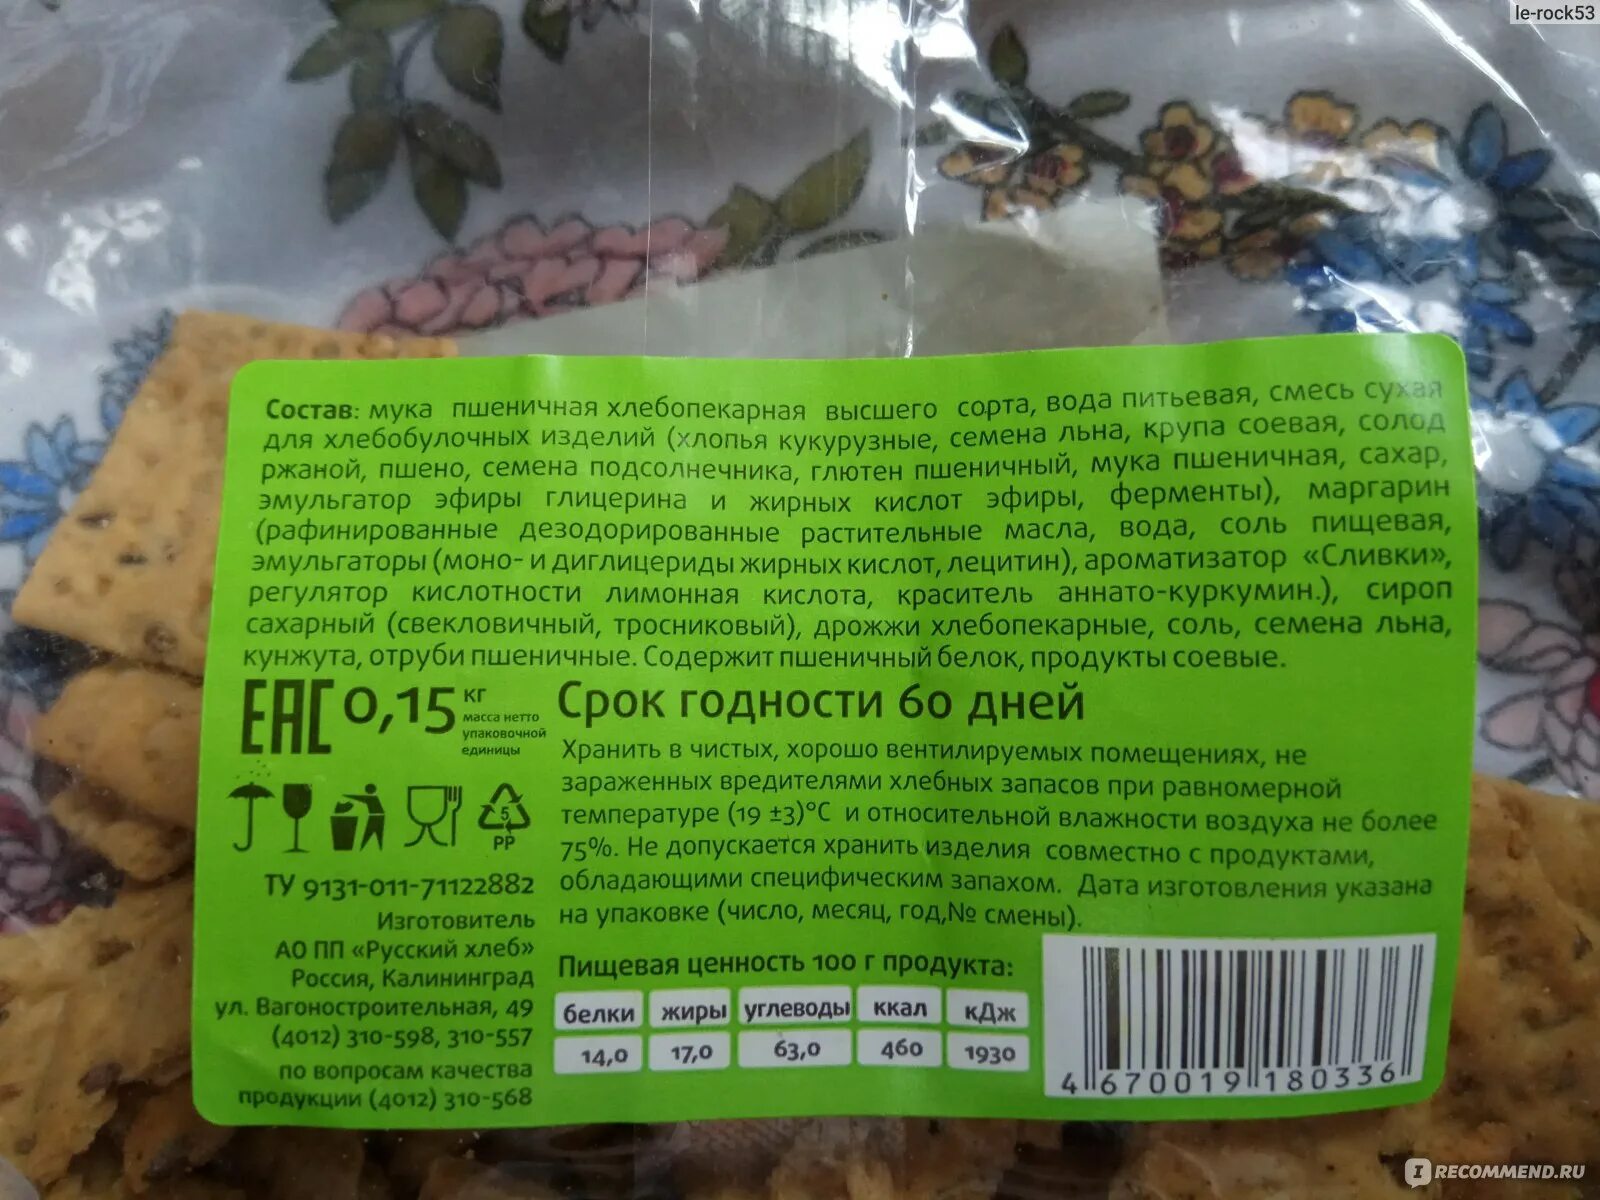 le-rock53
Состав: мука пшеничная хлебопекарная высшего сорта, вода питьевая, смесь сухая
для хлебобулочных изделий (хлопья кукурузные, семена льна, крупа соевая, солод
ржаной, пшено, семена подсолнечника, глютен пшеничный, мука пшеничная, сахар,
эмульгатор эфиры глицерина и жирных кислот эфиры, ферменты), маргарин
(рафинированные дезодорированные растительные масла, вода, соль пищевая,
эмульгаторы (моно- и диглицериды жирных кислот, лецитин), ароматизатор «Сливки»,
регулятор кислотности лимонная кислота, краситель аннато-куркумин.), сироп
сахарный (свекловичный, тросниковый), дрожжи хлебопекарные, соль, семена льна,
кунжута, отруби пшеничные. Содержит пшеничный белок, продукты соевые.
ЕАС 0,15 кг
масса нетто
упаковочной
единицы
5
PP
ТУ 9131-011-71122882
Изготовитель
АО ПП «Русский хлеб»
Россия, Калининград
ул. Вагоностроительная, 49
(4012) 310-598, 310-557
по вопросам качества
продукции (4012) 310-568
Срок годности 60 дней
Хранить в чистых, хорошо вентилируемых помещениях, не
зараженных вредителями хлебных запасов при равномерной
температуре (19 ±3)°С и относительной влажности воздуха не более
75%. Не допускается хранить изделия совместно с продуктами,
обладающими специфическим запахом. Дата изготовления указана
на упаковке (число, месяц, год,№ смены).
Пищевая ценность 100 г продукта:
белки жиры углеводы ккал кДж
14,0 17,0 63,0 460 1930
4 670019 180336
IRECOMMEND.RU